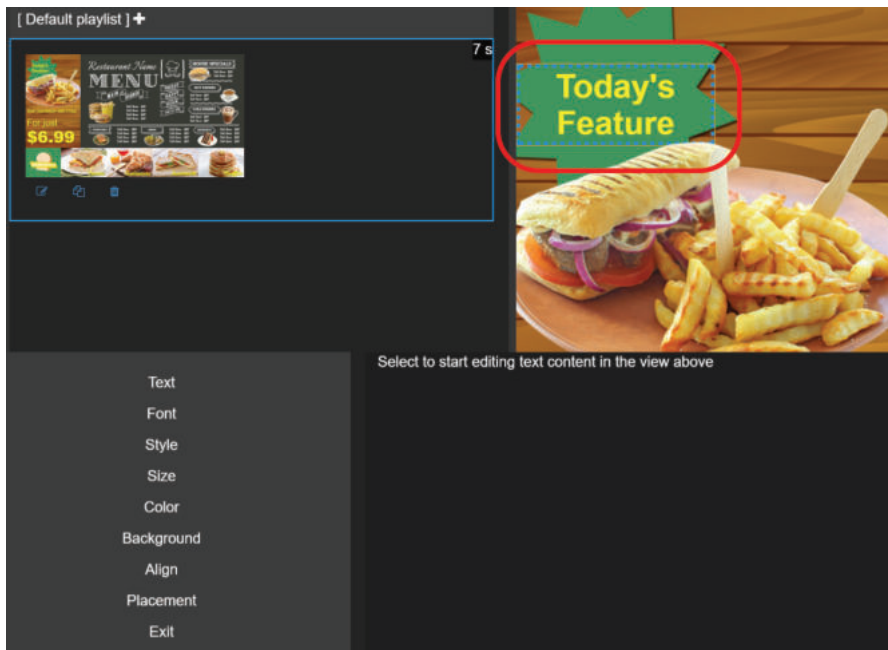 [ Default playlist ] +
7 s
Restaurant Name
MENU
For just
$6.99
Today's
Feature
Select to start editing text content in the view above
Text
Font
Style
Size
Color
Background
Align
Placement
Exit